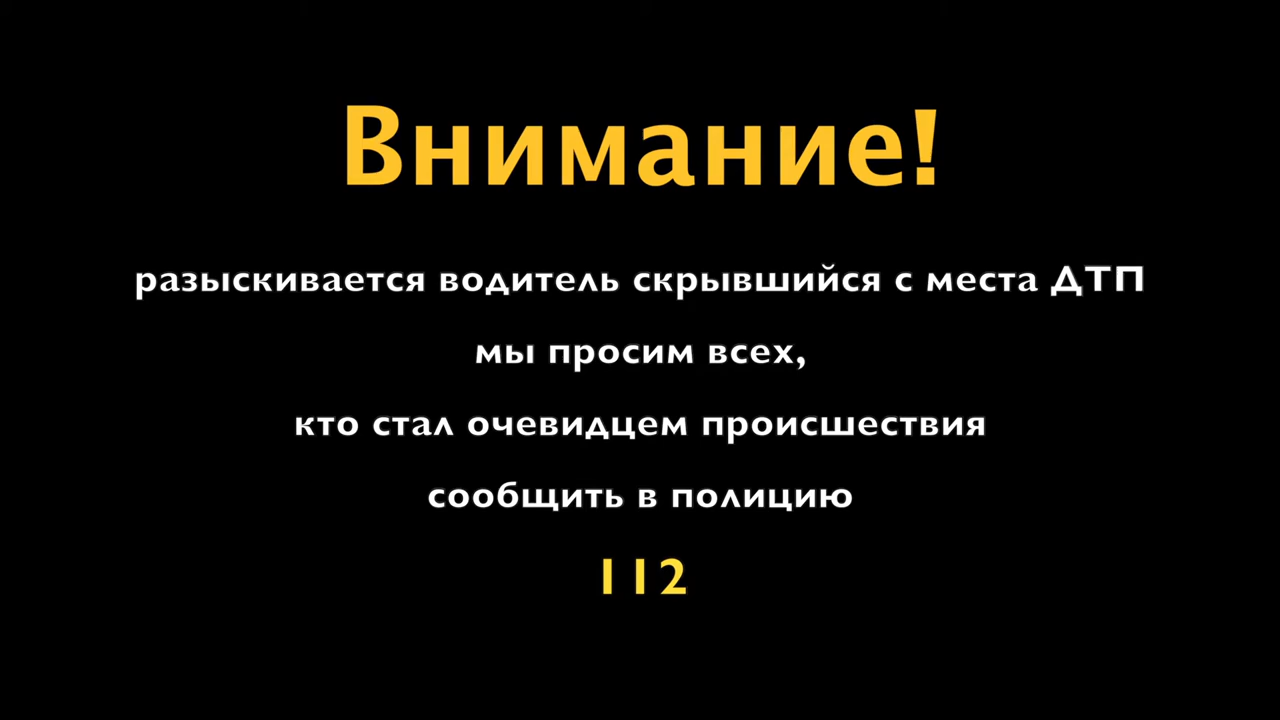 Внимание!
разыскивается водитель скрывшийся с места ДТП
мы просим всех,
кто стал очевидцем происшествия
сообщить в полицию
112